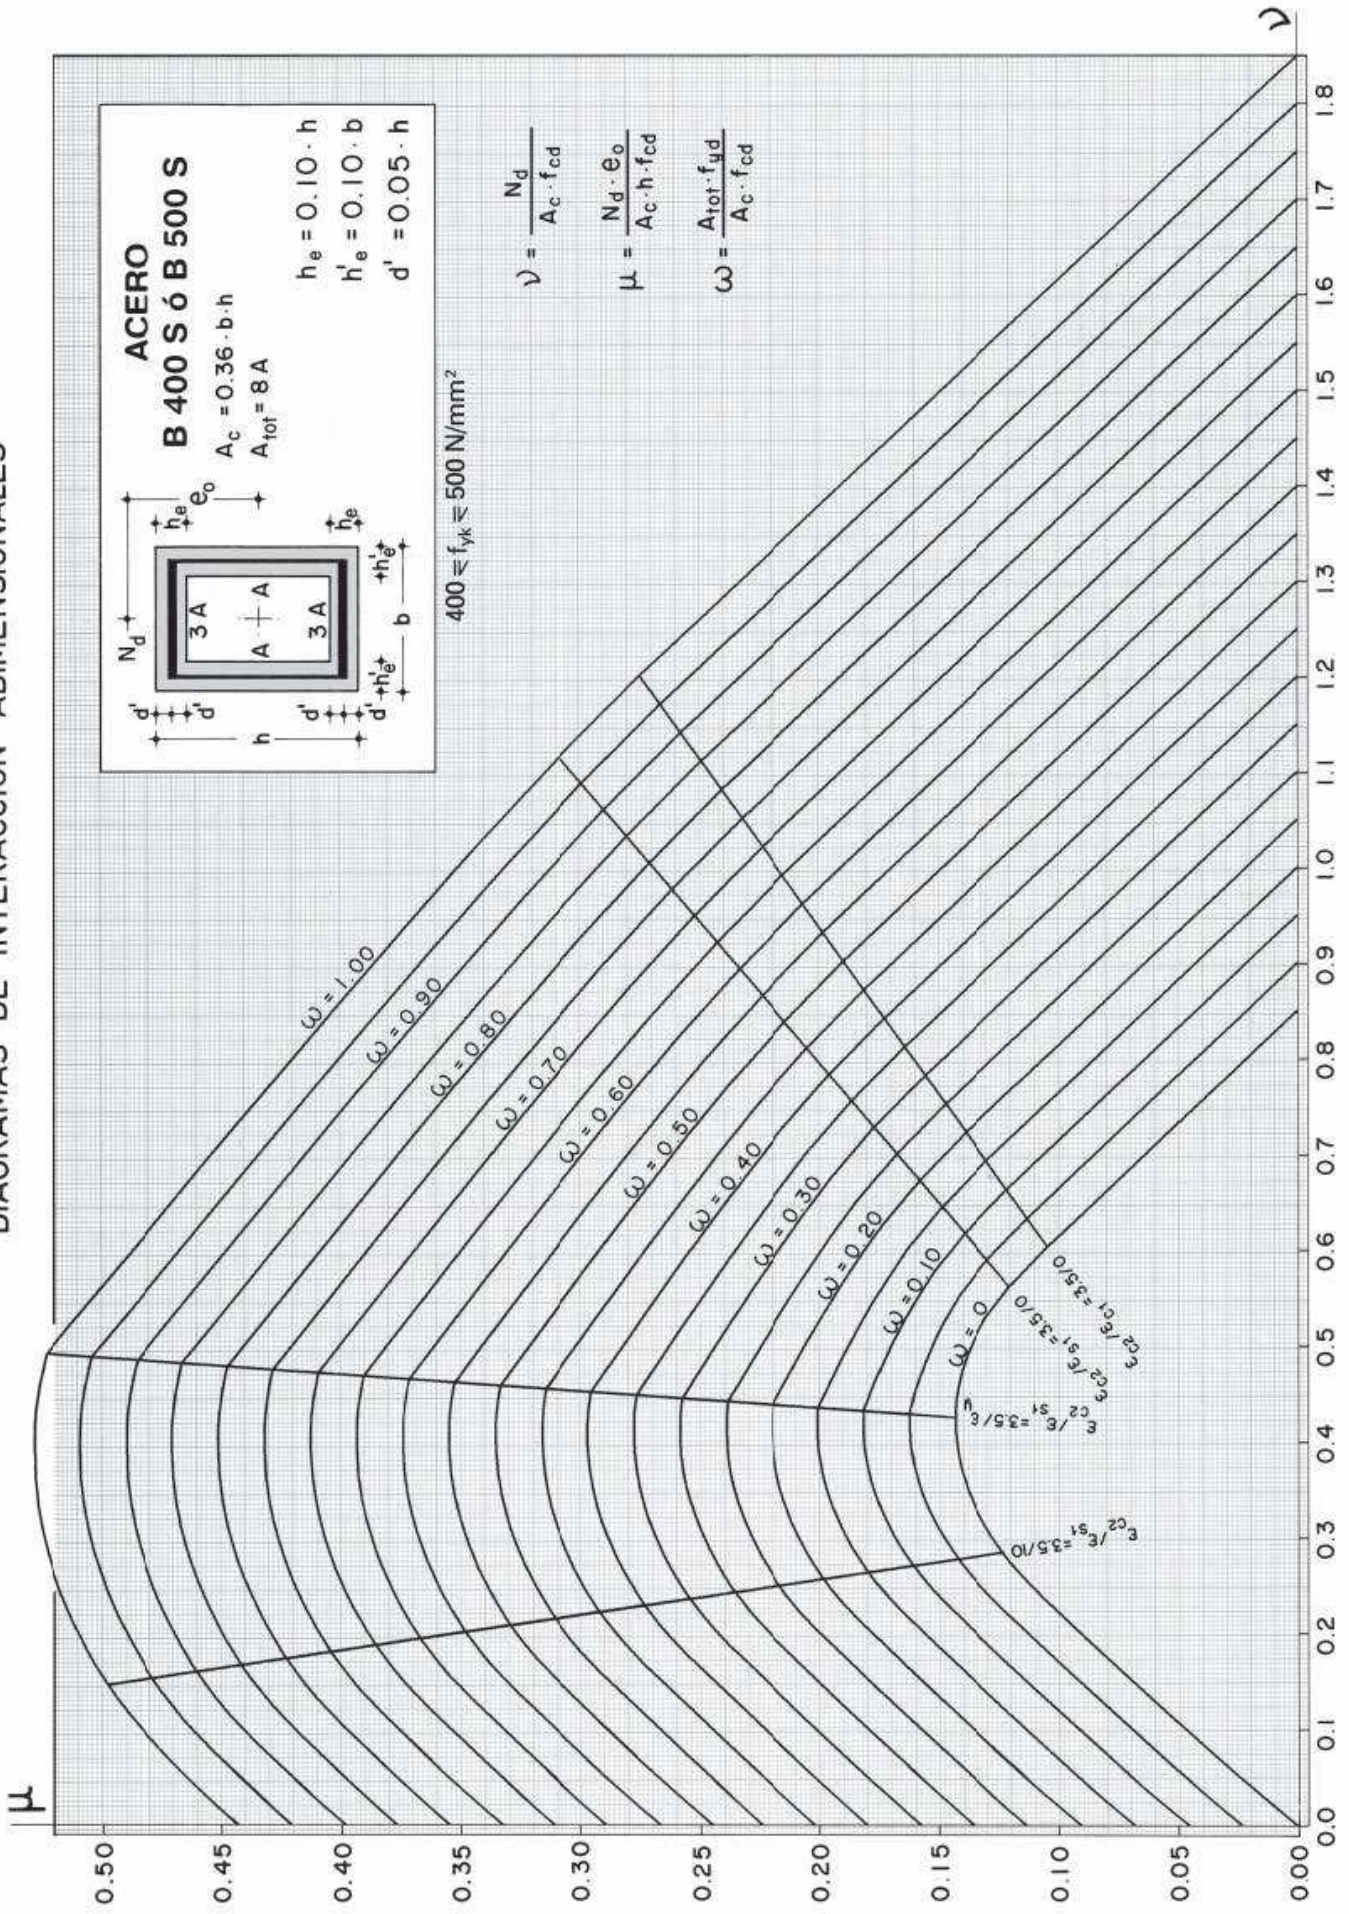 DIAGRAMAS DE INTERACCIÓN ADIMENSIONALES
μ
ACERO
B 400 S ó B 500 S
A_c = 0.36 · b · h
A_tot = 8 A
h_e = 0.10 · h
h'_e = 0.10 · b
d' = 0.05 · h
N_d
e_o
h_e
h_e
d'
d'
h
d'
d'
3 A
A
A
3 A
h'_e
b
h'_e
400 ≤ f_yk ≤ 500 N/mm²
ν = N_d / A_c · f_cd
μ = N_d · e_o / A_c · h · f_cd
ω = A_tot · f_yd / A_c · f_cd
ω = 1.00
ω = 0.90
ω = 0.80
ω = 0.70
ω = 0.60
ω = 0.50
ω = 0.40
ω = 0.30
ω = 0.20
ω = 0.10
ω = 0
ε_c2/ε_s1 = 3.5/10
ε_c2/ε_s1 = 3.5/ε_y
ε_c2/ε_s1 = 3.5/0
ε_c2/ε_c1 = 3.5/0
0.50
0.45
0.40
0.35
0.30
0.25
0.20
0.15
0.10
0.05
0.00
0.0 0.1 0.2 0.3 0.4 0.5 0.6 0.7 0.8 0.9 1.0 1.1 1.2 1.3 1.4 1.5 1.6 1.7 1.8
ν